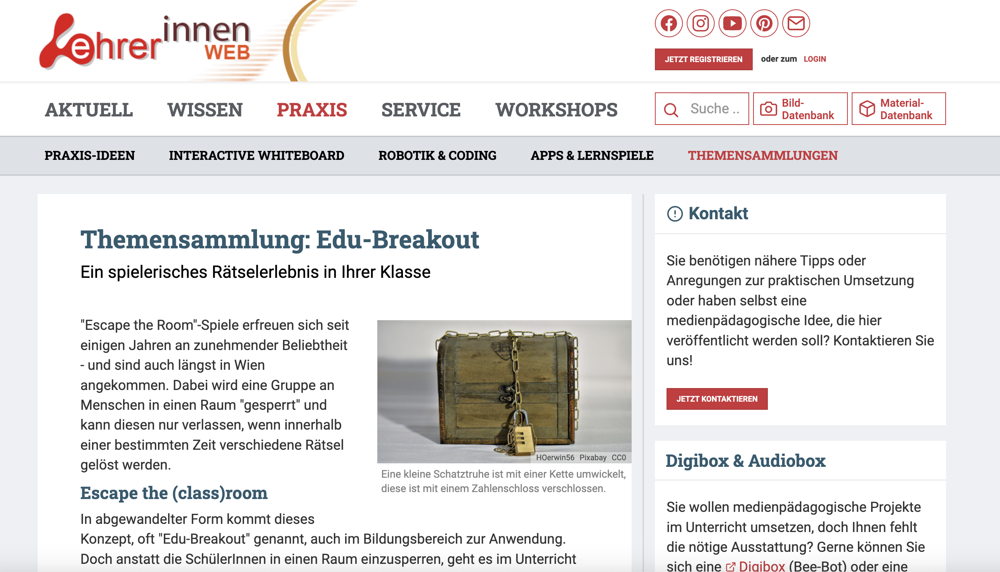 Lehrerinnen
WEB
JETZT REGISTRIEREN oder zum LOGIN
AKTUELL WISSEN PRAXIS SERVICE WORKSHOPS
Suche ..
Bild-
Datenbank
Material-
Datenbank
PRAXIS-IDEEN INTERACTIVE WHITEBOARD ROBOTIK & CODING APPS & LERNSPIELE THEMENSAMMLUNGEN
Themensammlung: Edu-Breakout
Ein spielerisches Rätselerlebnis in Ihrer Klasse
"Escape the Room"-Spiele erfreuen sich seit
einigen Jahren an zunehmender Beliebtheit
- und sind auch längst in Wien
angekommen. Dabei wird eine Gruppe an
Menschen in einen Raum "gesperrt" und
kann diesen nur verlassen, wenn innerhalb
einer bestimmten Zeit verschiedene Rätsel
gelöst werden.
HOerwin56 Pixabay CC0
Eine kleine Schatztruhe ist mit einer Kette umwickelt,
diese ist mit einem Zahlenschloss verschlossen.
Escape the (class)room
In abgewandelter Form kommt dieses
Konzept, oft "Edu-Breakout" genannt, auch im Bildungsbereich zur Anwendung.
Doch anstatt die SchülerInnen in einen Raum einzusperren, geht es im Unterricht
Kontakt
Sie benötigen nähere Tipps oder
Anregungen zur praktischen Umsetzung
oder haben selbst eine
medienpädagogische Idee, die hier
veröffentlicht werden soll? Kontaktieren Sie
uns!
JETZT KONTAKTIEREN
Digibox & Audiobox
Sie wollen medienpädagogische Projekte
im Unterricht umsetzen, doch Ihnen fehlt
die nötige Ausstattung? Gerne können Sie
sich eine Digibox (Bee-Bot) oder eine